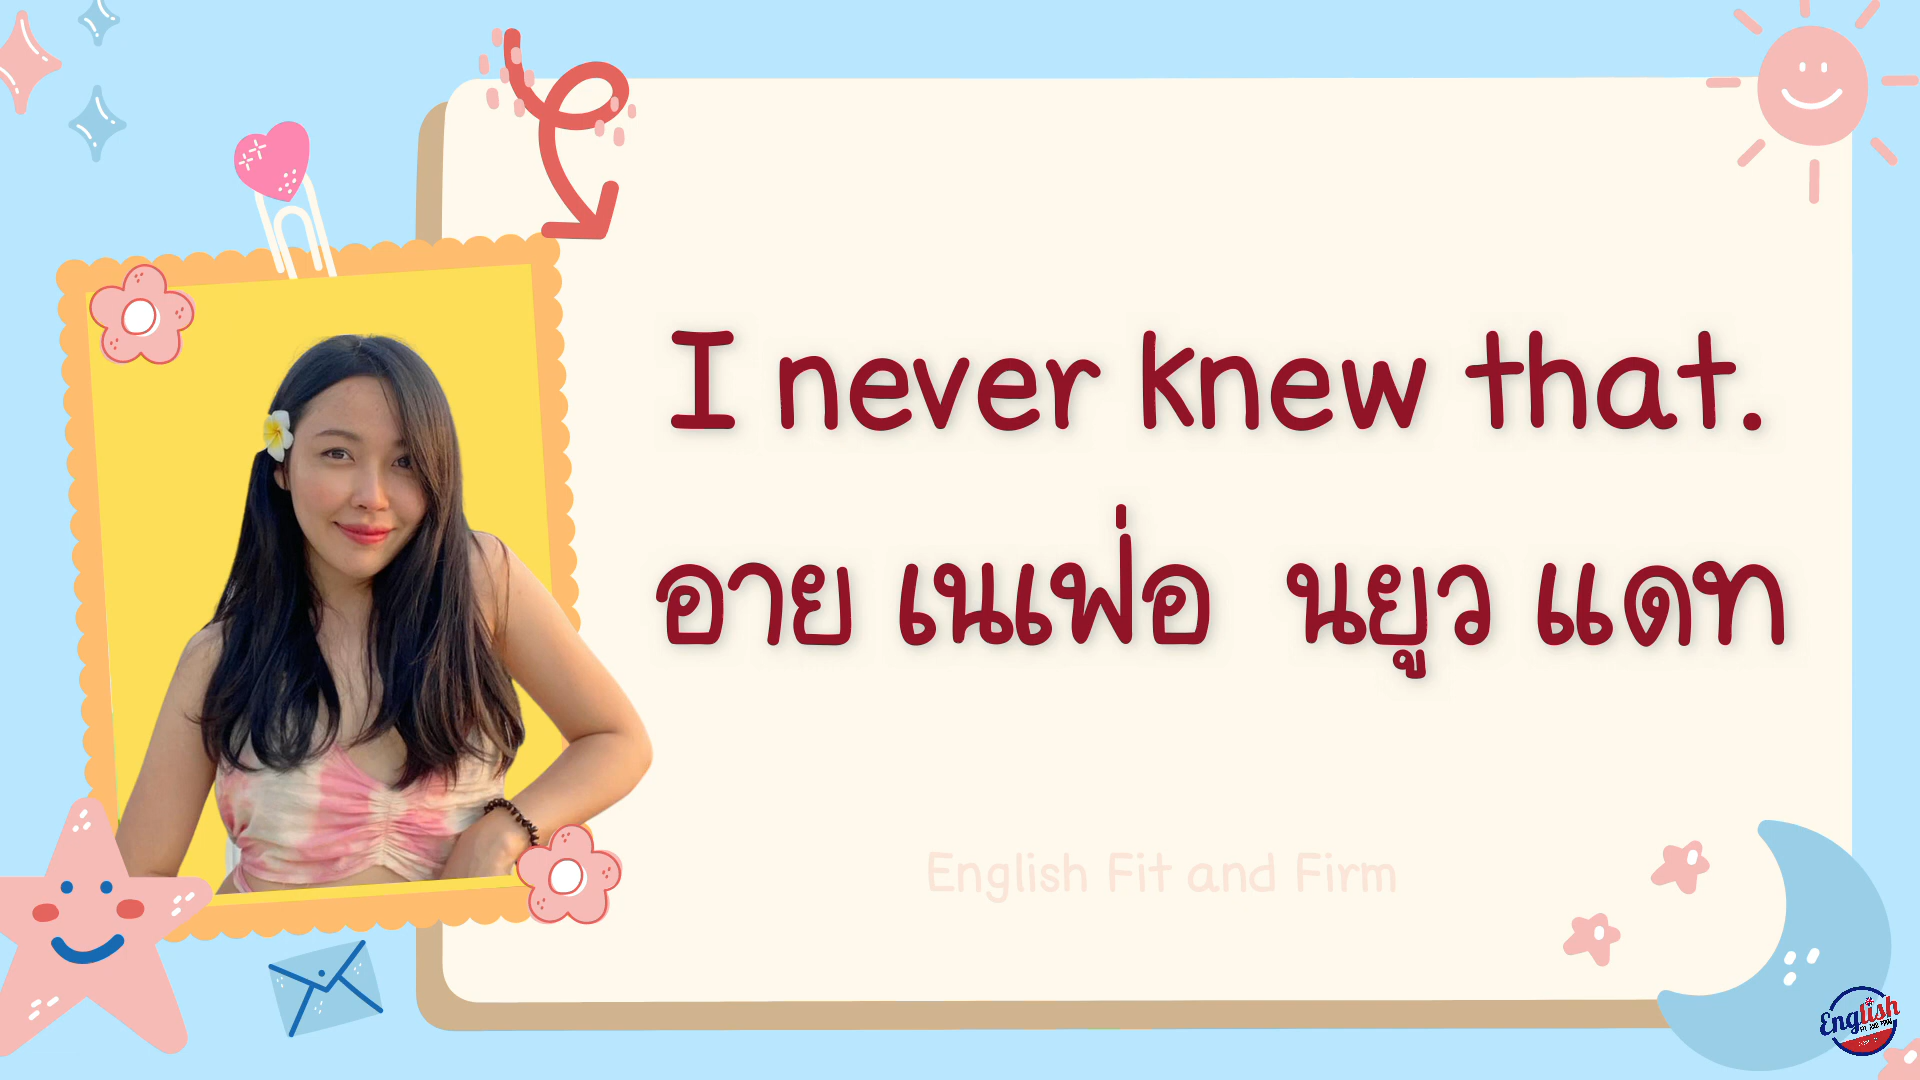 I never knew that.
อาย เนเฟ่อ นยูว แดท
English Fit and Firm
English